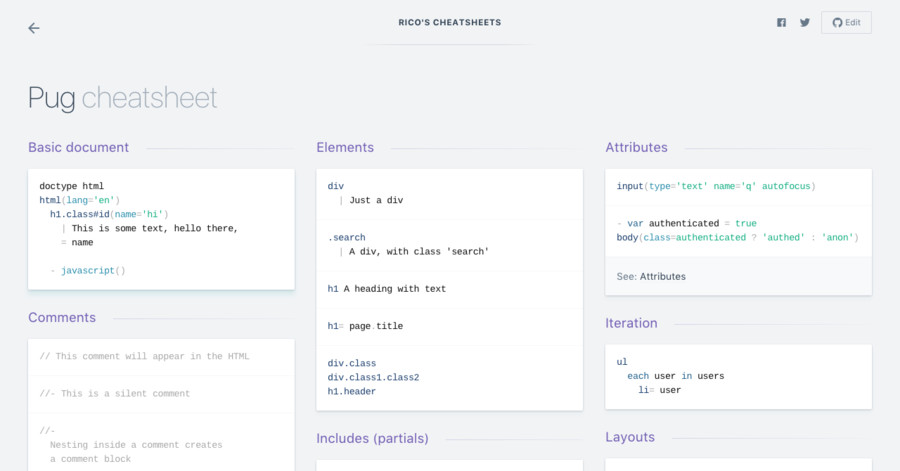 RICO'S CHEATSHEETS
Edit
Pug cheatsheet
Basic document
doctype html
html(lang='en')
h1.class#id(name='hi')
| This is some text, hello there,
= name
- javascript()
Comments
// This comment will appear in the HTML
//- This is a silent comment
//-
Nesting inside a comment creates
a comment block
Elements
div
| Just a div
.search
| A div, with class 'search'
h1 A heading with text
h1= page.title
div.class
div.class1.class2
h1.header
Includes (partials)
Attributes
input(type='text' name='q' autofocus)
- var authenticated = true
body(class=authenticated ? 'authed' : 'anon')
See: Attributes
Iteration
ul
each user in users
li= user
Layouts